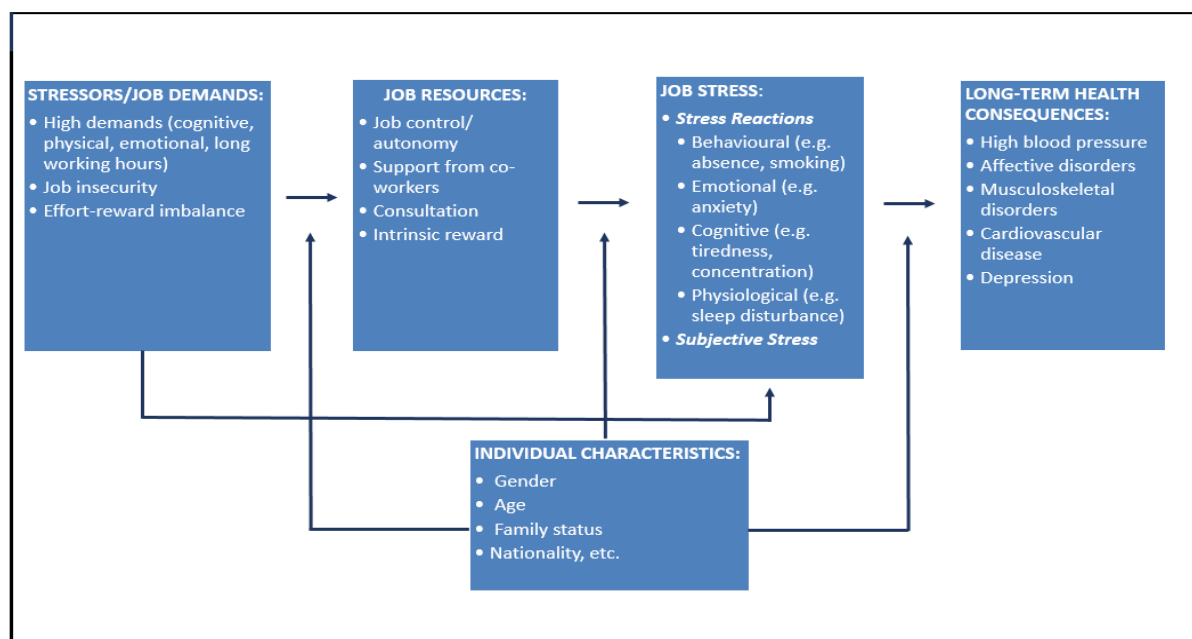 STRESSORS/JOB DEMANDS:
• High demands (cognitive,
physical, emotional, long
working hours)
• Job insecurity
• Effort-reward imbalance
JOB RESOURCES:
• Job control/
autonomy
• Support from co-
workers
• Consultation
• Intrinsic reward
JOB STRESS:
• Stress Reactions
• Behavioural (e.g.
absence, smoking)
• Emotional (e.g.
anxiety)
• Cognitive (e.g.
tiredness,
concentration)
• Physiological (e.g.
sleep disturbance)
• Subjective Stress
LONG-TERM HEALTH
CONSEQUENCES:
• High blood pressure
• Affective disorders
• Musculoskeletal
disorders
• Cardiovascular
disease
• Depression
INDIVIDUAL CHARACTERISTICS:
• Gender
• Age
• Family status
• Nationality, etc.